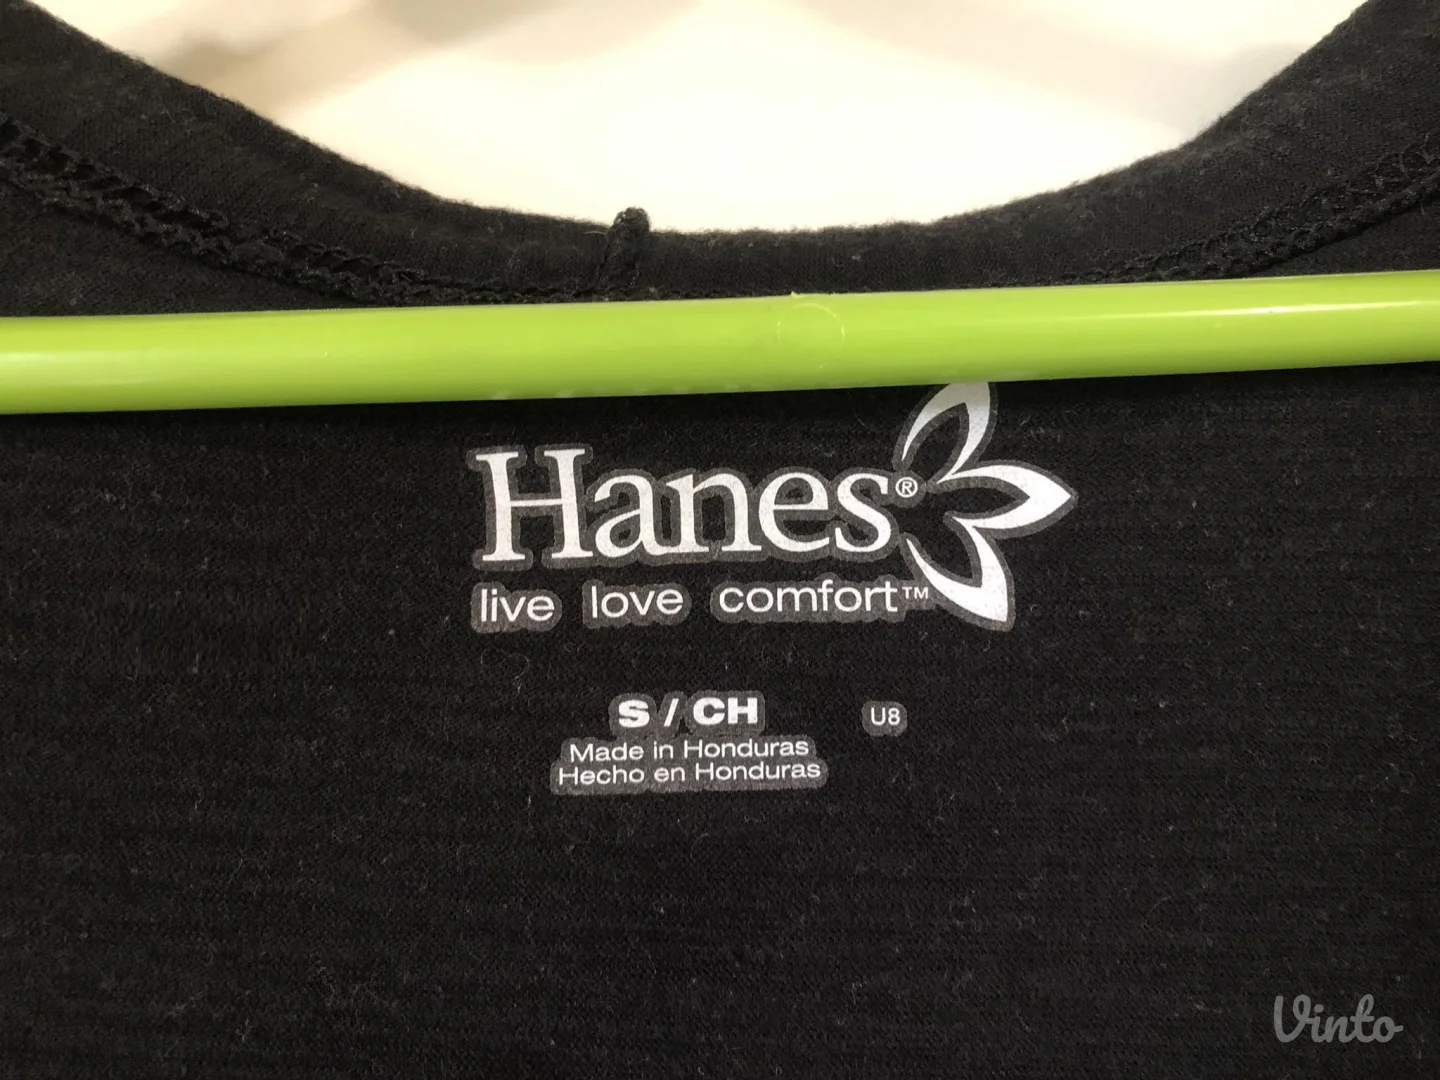 Hanes®
live love comfort™
S / CH
U8
Made in Honduras
Hecho en Honduras
Vinto